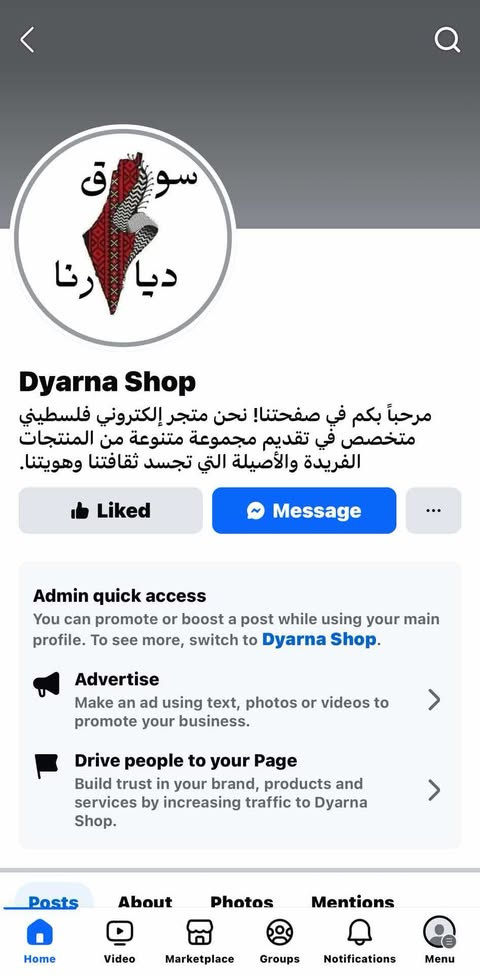 سوق
ديارنا
Dyarna Shop
مرحباً بكم في صفحتنا! نحن متجر إلكتروني فلسطيني
متخصص في تقديم مجموعة متنوعة من المنتجات
الفريدة والأصيلة التي تجسد ثقافتنا وهويتنا.
Liked
Message
Admin quick access
You can promote or boost a post while using your main
profile. To see more, switch to Dyarna Shop.
Advertise
Make an ad using text, photos or videos to
promote your business.
Drive people to your Page
Build trust in your brand, products and
services by increasing traffic to Dyarna
Shop.
Posts About Photos Mentions
Home Video Marketplace Groups Notifications Menu